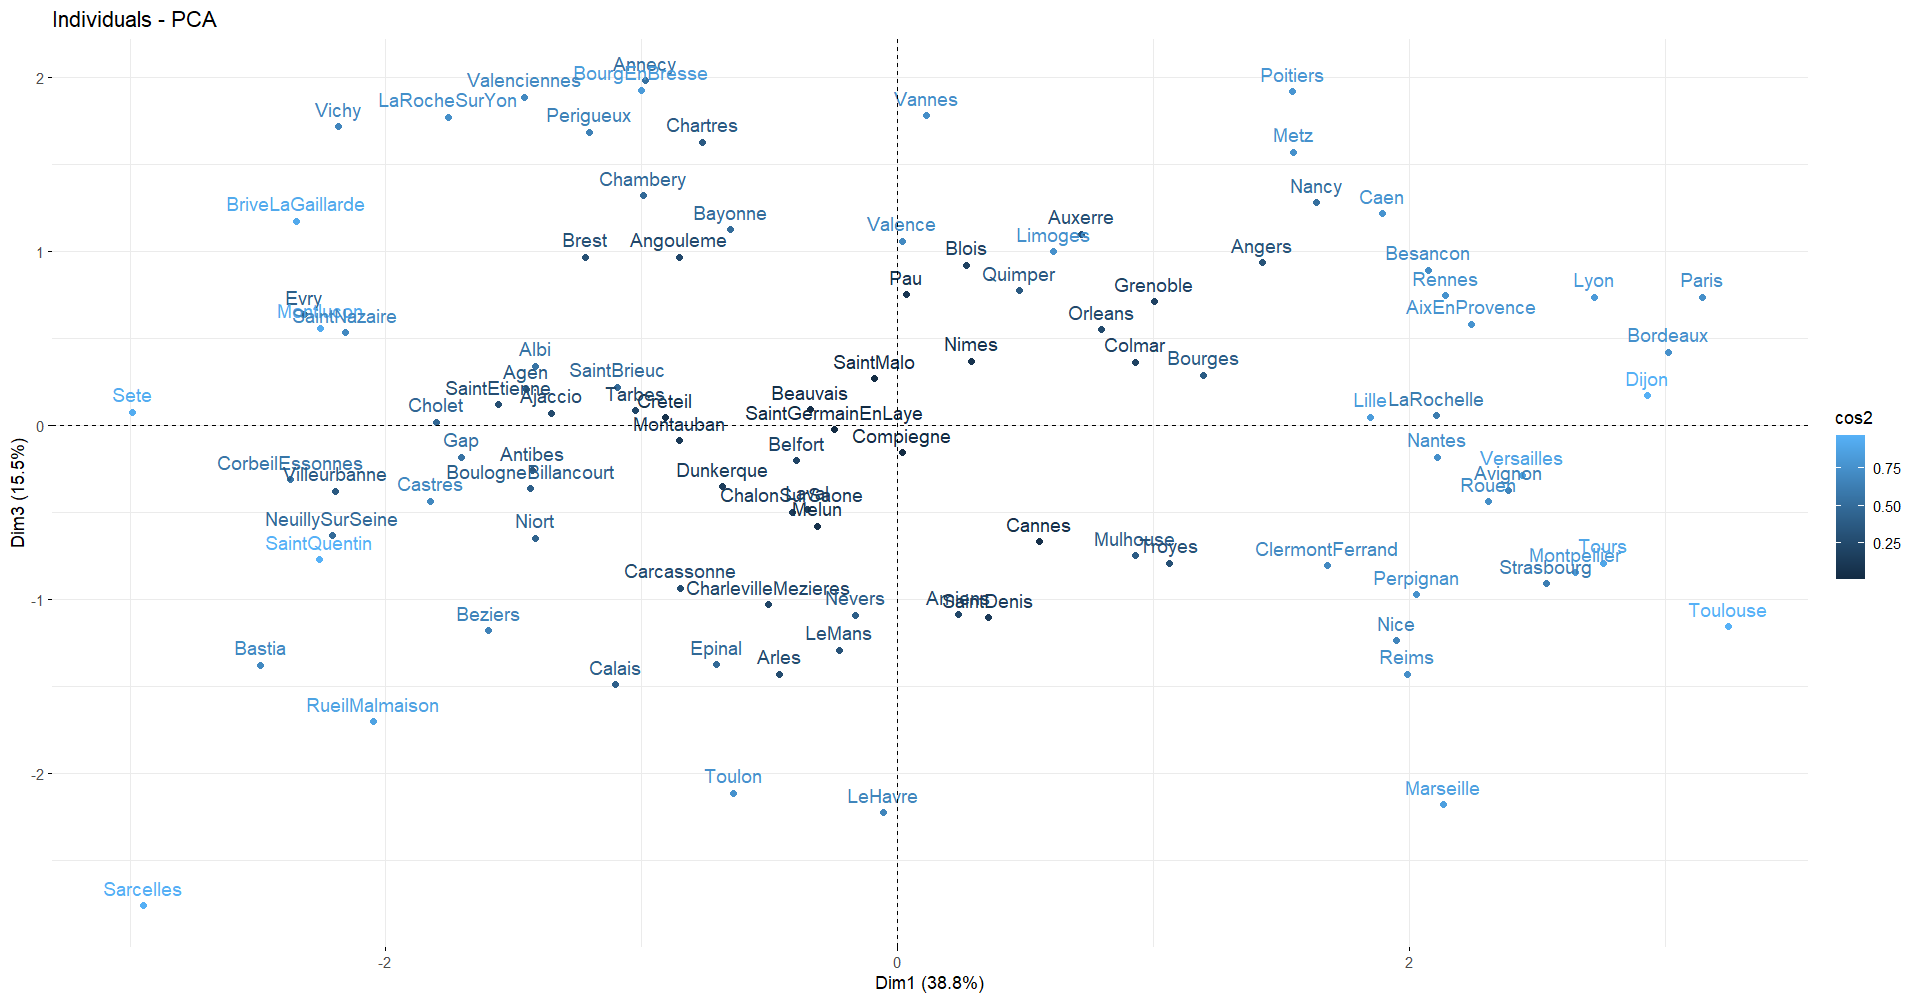 Individuals - PCA
Annecy
BourgEnBresse
Valenciennes
LaRocheSurYon
Vichy
Perigueux
Chartres
Vannes
Poitiers
Metz
Chambery
Nancy
Caen
BriveLaGaillarde
Bayonne
Auxerre
Valence
Limoges
Brest
Angouleme
Blois
Angers
Besancon
Quimper
Pau
Grenoble
Rennes
Lyon
Paris
Evry
Montlucon
SaintNazaire
Orleans
AixEnProvence
Bordeaux
Albi
Nimes
Colmar
Bourges
SaintMalo
Agen
SaintBrieuc
Dijon
SaintEtienne
Ajaccio
Tarbes
Creteil
Beauvais
Sete
Cholet
SaintGermainEnLaye
Lille
LaRochelle
Montauban
Compiegne
Gap
Belfort
Nantes
Antibes
CorbeilEssonnes
Villeurbanne
BoulogneBillancourt
Dunkerque
Versailles
Avignon
Castres
Rouen
ChalonSurSaone
Laval
Melun
NeuillySurSeine
Niort
Cannes
SaintQuentin
Mulhouse
Troyes
ClermontFerrand
Tours
Montpellier
Strasbourg
Carcassonne
CharlevilleMezieres
Perpignan
Nevers
Amiens
SaintDenis
Toulouse
Beziers
LeMans
Nice
Bastia
Epinal
Arles
Reims
Calais
RueilMalmaison
Toulon
LeHavre
Marseille
Sarcelles
2
1
0
-1
-2
Dim3 (15.5%)
-2
0
2
Dim1 (38.8%)
cos2
0.75
0.50
0.25